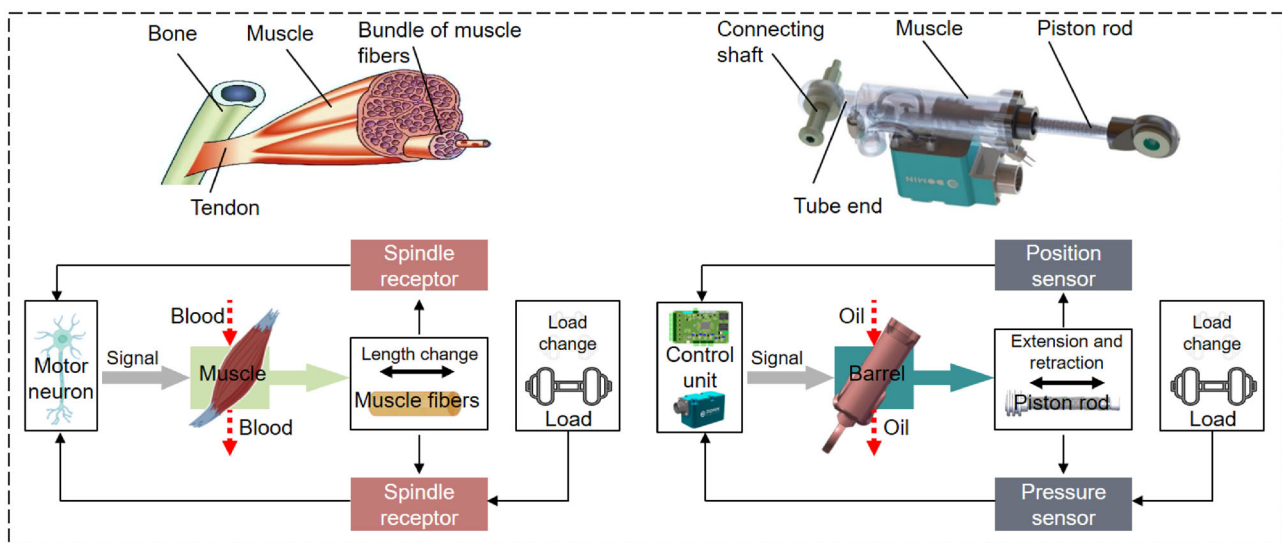 Bone
Muscle
Bundle of muscle
fibers
Tendon
Connecting
shaft
Muscle
Piston rod
Tube end
DOMIN
Spindle
receptor
Blood
Motor
neuron
Signal
Muscle
Length change
Muscle fibers
Load
change
Load
Blood
Spindle
receptor
Position
sensor
Oil
Control
unit
Signal
Barrel
Extension and
retraction
Piston rod
Load
change
Load
Oil
Pressure
sensor